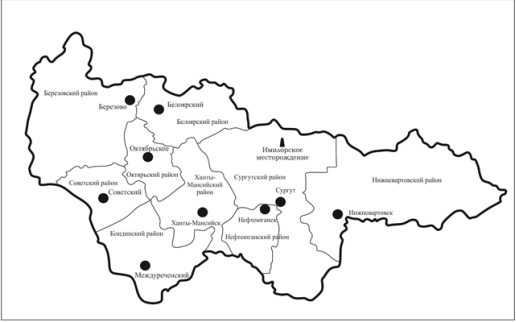 Березовский район
Березово
Белоярский
Белоярский район
Октябрьское
Имилорское
месторождение
Октябрьский район
Ханты-
Мансийский
район
Сургутский район
Нижневартовский район
Советский район
Советский
Сургут
Ханты-Мансийск
Нефтеюганск
Нижневартовск
Кондинский район
Нефтеюганский район
Междуреченский